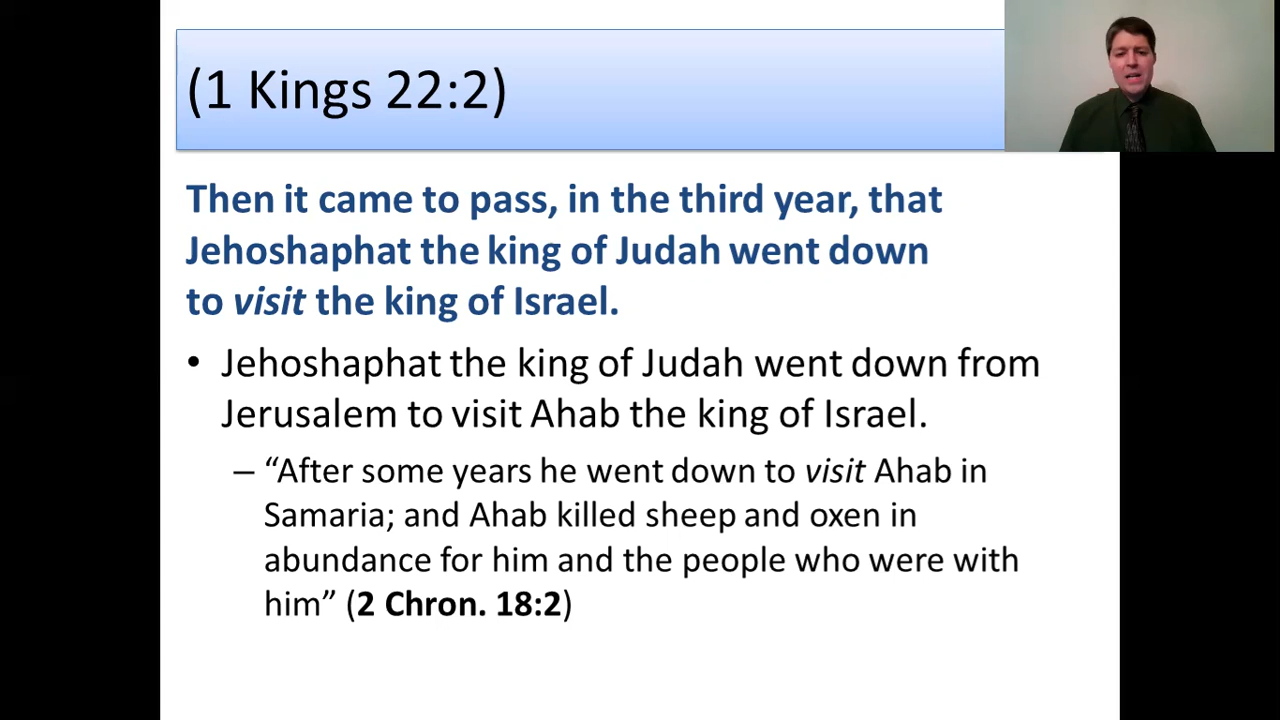 (1 Kings 22:2)
Then it came to pass, in the third year, that
Jehoshaphat the king of Judah went down
to visit the king of Israel.
• Jehoshaphat the king of Judah went down from
Jerusalem to visit Ahab the king of Israel.
– “After some years he went down to visit Ahab in
Samaria; and Ahab killed sheep and oxen in
abundance for him and the people who were with
him” (2 Chron. 18:2)